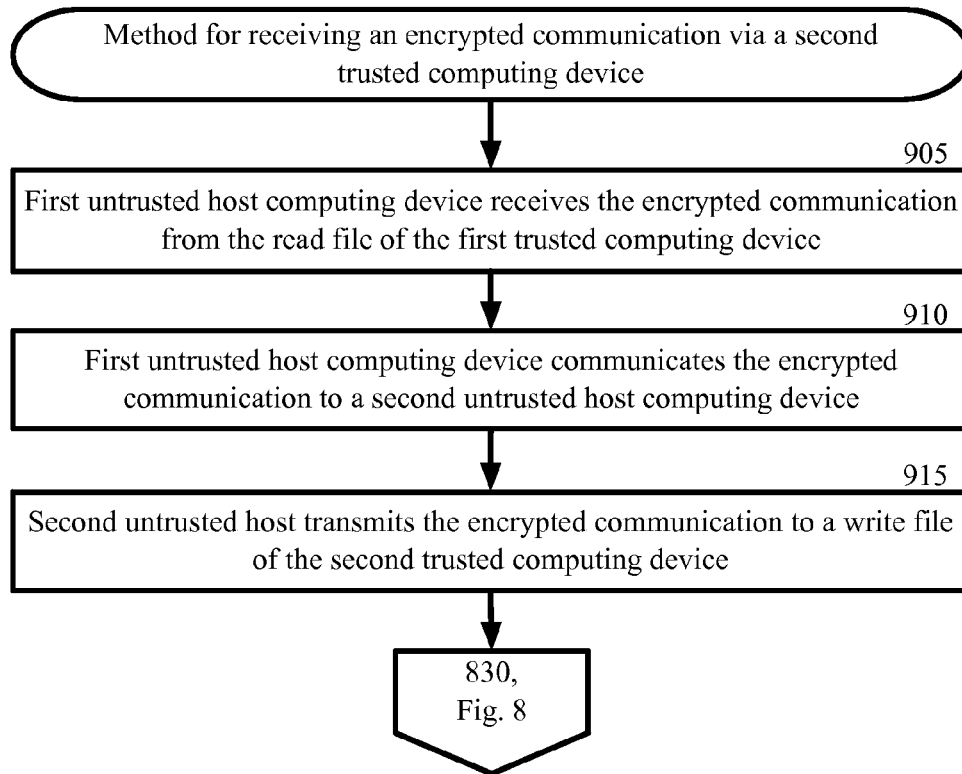 Method for receiving an encrypted communication via a second
trusted computing device
905
First untrusted host computing device receives the encrypted communication
from the read file of the first trusted computing device
910
First untrusted host computing device communicates the encrypted
communication to a second untrusted host computing device
915
Second untrusted host transmits the encrypted communication to a write file
of the second trusted computing device
830,
Fig. 8